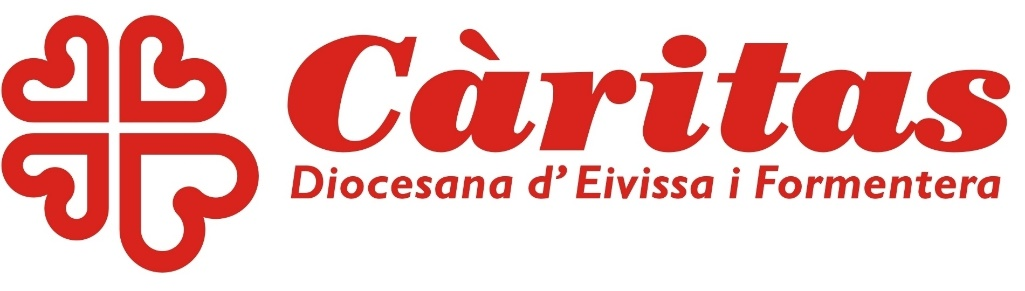 Càritas
Diocesana d' Eivissa i Formentera